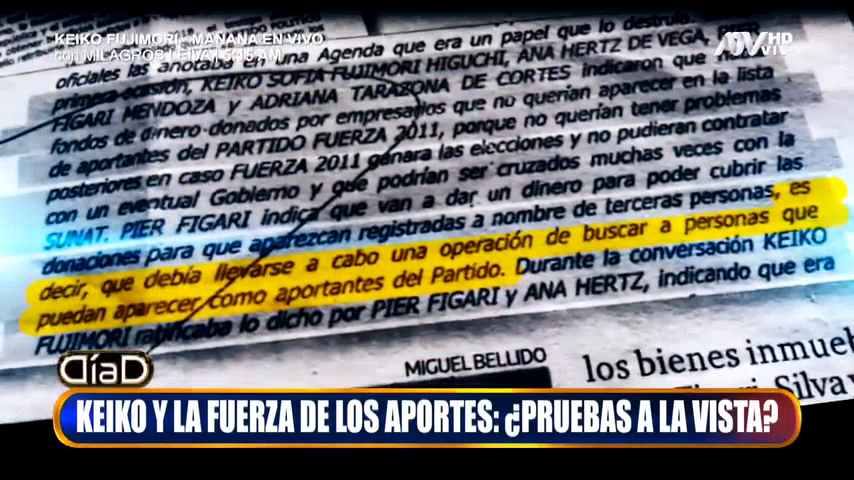 KEIKO FUJIMORI - MAÑANA EN VIVO
con MILAGROS LEIVA | 5:45 AM
ATV HD
VIVO
oficiales las anotaba en una Agenda que era un papel que lo destruía.
primera ocasión, KEIKO SOFIA FUJIMORI HIGUCHI, ANA HERTZ DE VEGA,
FIGARI MENDOZA y ADRIANA TARAZONA DE CORTES indicaron que
fondos de dinero donados por empresarios que no querían aparecer en la lista
de aportantes del PARTIDO FUERZA 2011, porque no querían tener problemas
posteriores en caso FUERZA 2011 ganara las elecciones y no pudieran contratar
con un eventual Gobierno y que podrían ser cruzados muchas veces con la
SUNAT. PIER FIGARI indica que van a dar un dinero para poder cubrir las
donaciones para que aparezcan registradas a nombre de terceras personas, es
decir, que debía llevarse a cabo una operación de buscar a personas que
puedan aparecer como aportantes del Partido. Durante la conversación KEIKO
FUJIMORI ratificaba lo dicho por PIER FIGARI y ANA HERTZ, indicando que era
MIGUEL BELLIDO
los bienes inmueb
Figari, Silva
DíaD
KEIKO Y LA FUERZA DE LOS APORTES: ¿PRUEBAS A LA VISTA?